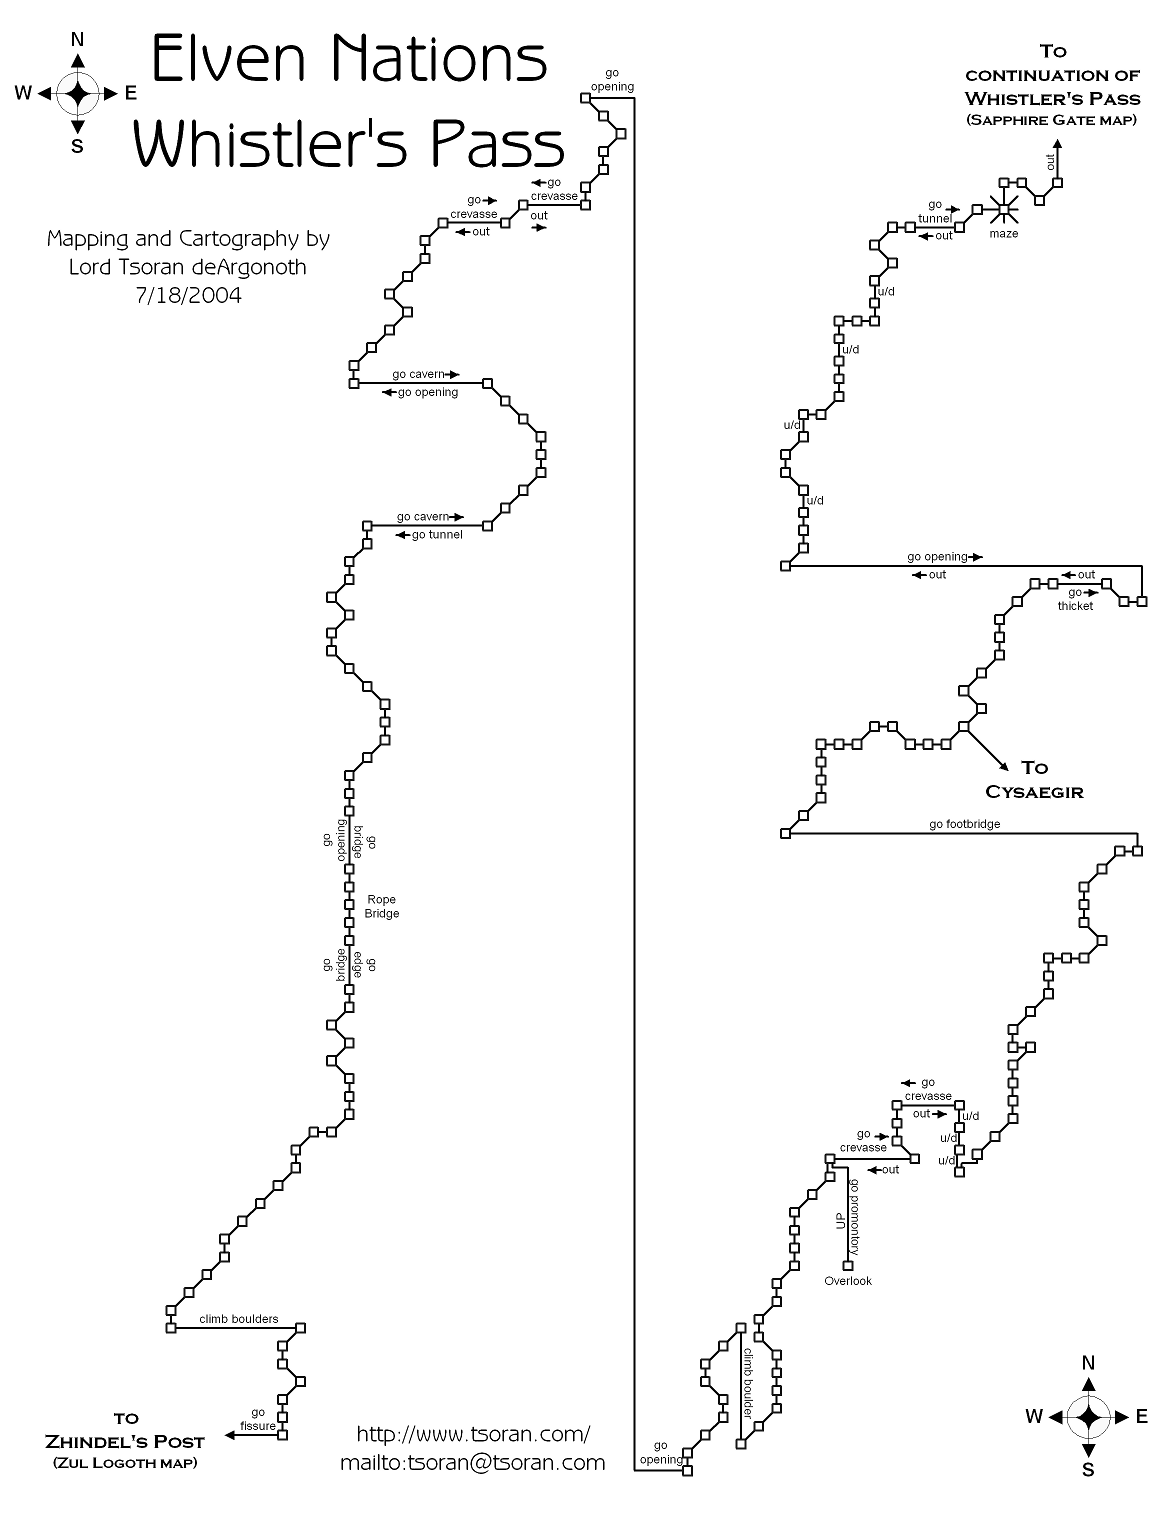 N
W E
S
Elven Nations
Whistler's Pass
Mapping and Cartography by
Lord Tsoran deArgonoth
7/18/2004
go
opening
go
crevasse
out
go
crevasse
out
go cavern
go opening
go cavern
go tunnel
go
opening
go
bridge
Rope
Bridge
go
bridge
go
edge
climb boulders
go
fissure
To
Zhindel's Post
(Zul Logoth map)
http://www.tsoran.com/
mailto:tsoran@tsoran.com
To
continuation of
Whistler's Pass
(Sapphire Gate map)
out
go
tunnel
out
maze
u/d
u/d
u/d
u/d
go opening
out
out
go
thicket
To
Cysaegir
go footbridge
go
crevasse
out
u/d
u/d
u/d
go
crevasse
out
UP
go promontory
Overlook
climb boulder
go
opening
N
W E
S